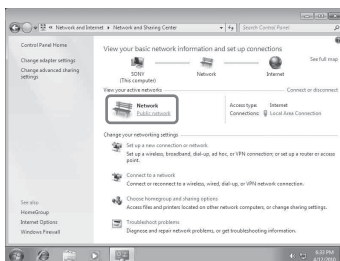 « Network and Internet ▸ Network and Sharing Center
Search Control Panel
Control Panel Home
Change adapter settings
Change advanced sharing
settings
View your basic network information and set up connections
See full map
SONY
(This computer)
Network
Internet
View your active networks
Connect or disconnect
Network
Public network
Access type: Internet
Connections: Local Area Connection
Change your networking settings
Set up a new connection or network
Set up a wireless, broadband, dial-up, ad hoc, or VPN connection; or set up a router or access
point.
Connect to a network
Connect or reconnect to a wireless, wired, dial-up, or VPN network connection.
Choose homegroup and sharing options
Access files and printers located on other network computers, or change sharing settings.
Troubleshoot problems
Diagnose and repair network problems, or get troubleshooting information.
See also
HomeGroup
Internet Options
Windows Firewall